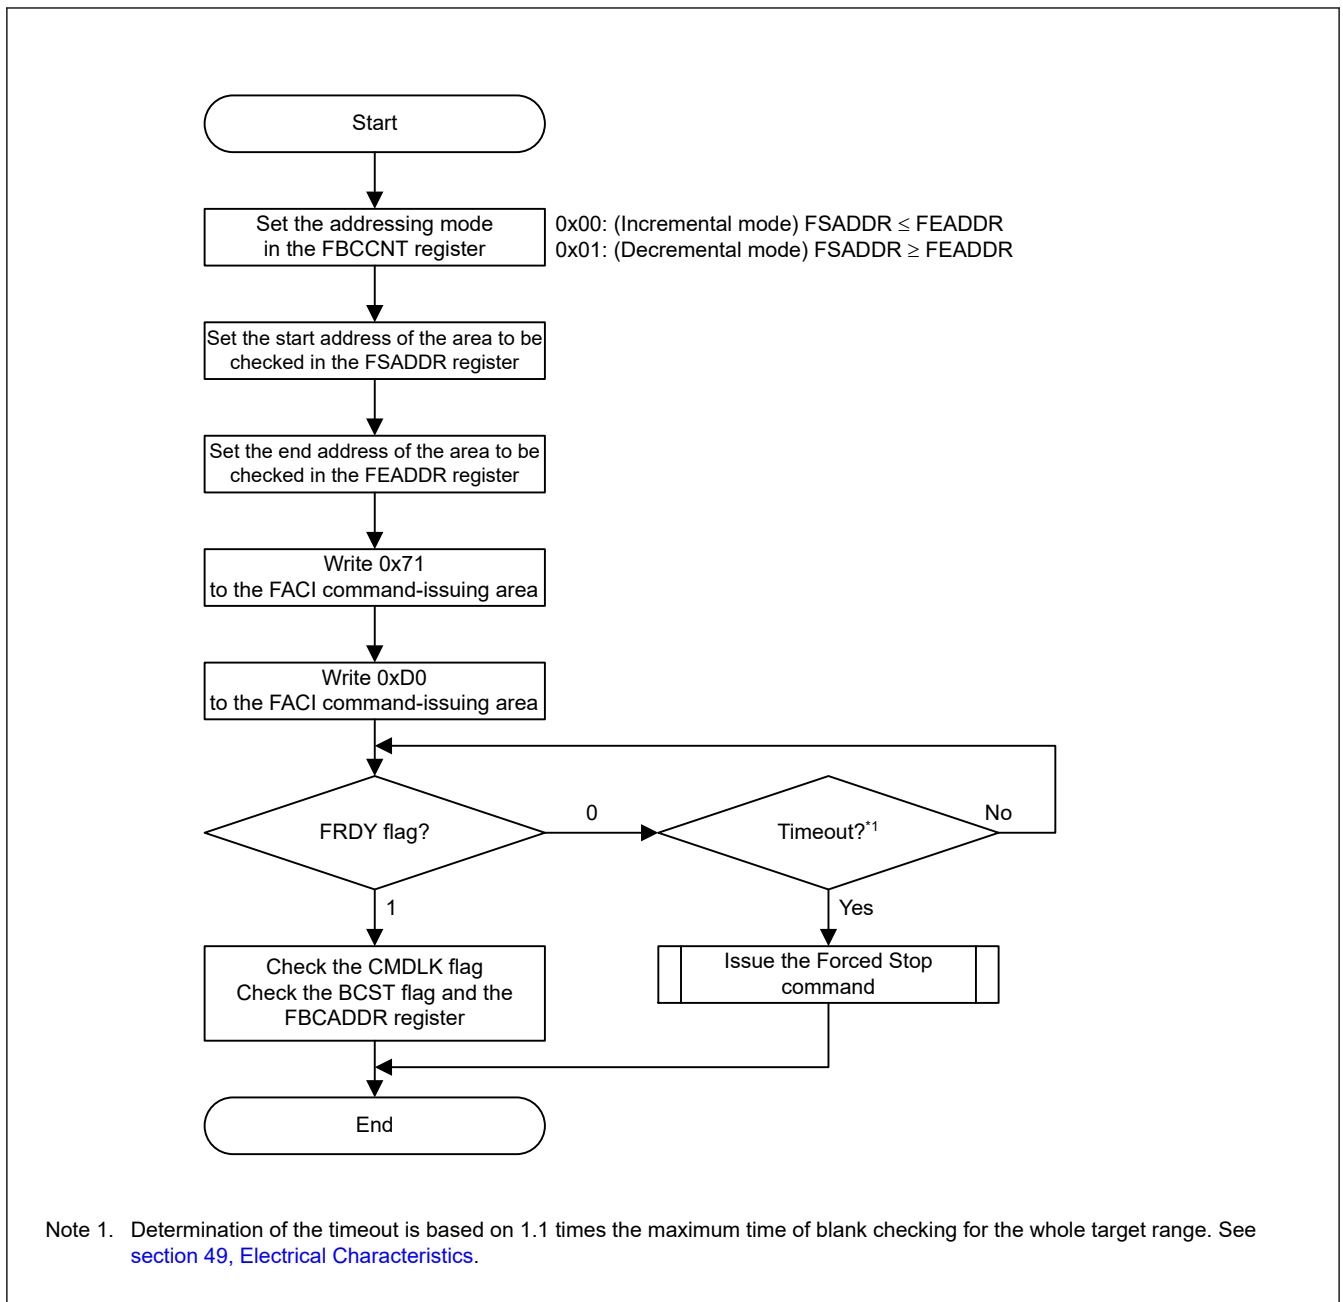 Start
Set the addressing mode
in the FBCCNT register
0x00: (Incremental mode) FSADDR ≤ FEADDR
0x01: (Decremental mode) FSADDR ≥ FEADDR
Set the start address of the area to be
checked in the FSADDR register
Set the end address of the area to be
checked in the FEADDR register
Write 0x71
to the FACI command-issuing area
Write 0xD0
to the FACI command-issuing area
FRDY flag?
0
Timeout?*1
No
1
Yes
Check the CMDLK flag
Check the BCST flag and the
FBCADDR register
Issue the Forced Stop
command
End
Note 1. Determination of the timeout is based on 1.1 times the maximum time of blank checking for the whole target range. See
section 49, Electrical Characteristics.